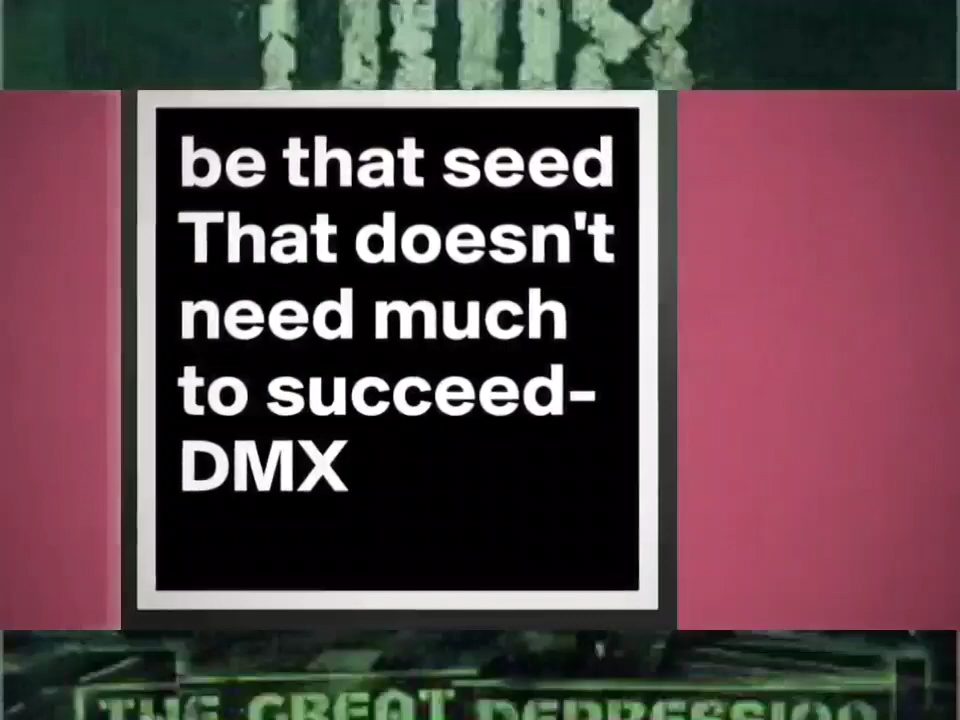 be that seed
That doesn't
need much
to succeed-
DMX
THE GREAT DEPRESSION